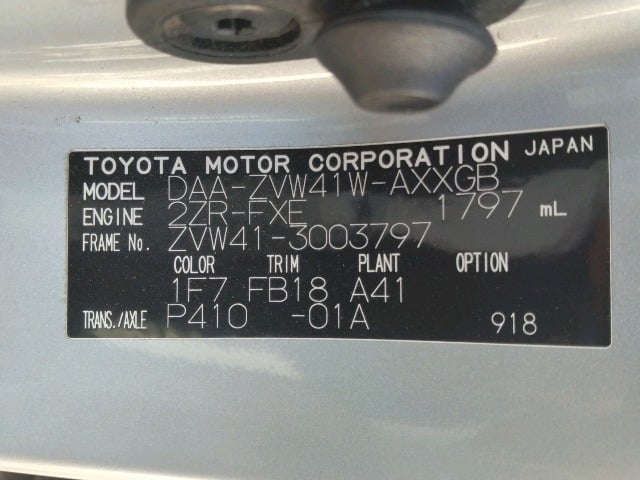 TOYOTA MOTOR CORPORATION JAPAN
MODEL DAA-ZVW41W-AXXGB
ENGINE 2ZR-FXE 1797 mL
FRAME No. ZVW41-3003797
COLOR TRIM PLANT OPTION
1F7 FB18 A41
TRANS./AXLE P410 -01A 918